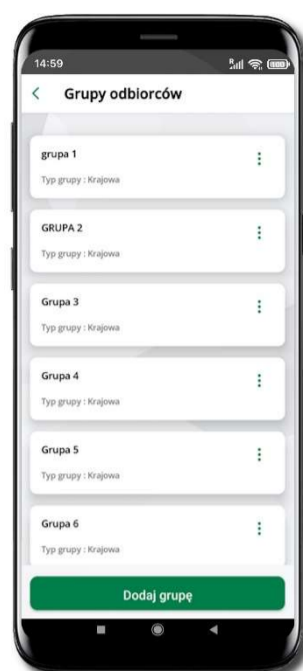 14:59
Grupy odbiorców
grupa 1
Typ grupy : Krajowa
GRUPA 2
Typ grupy : Krajowa
Grupa 3
Typ grupy : Krajowa
Grupa 4
Typ grupy : Krajowa
Grupa 5
Typ grupy : Krajowa
Grupa 6
Typ grupy : Krajowa
Dodaj grupę